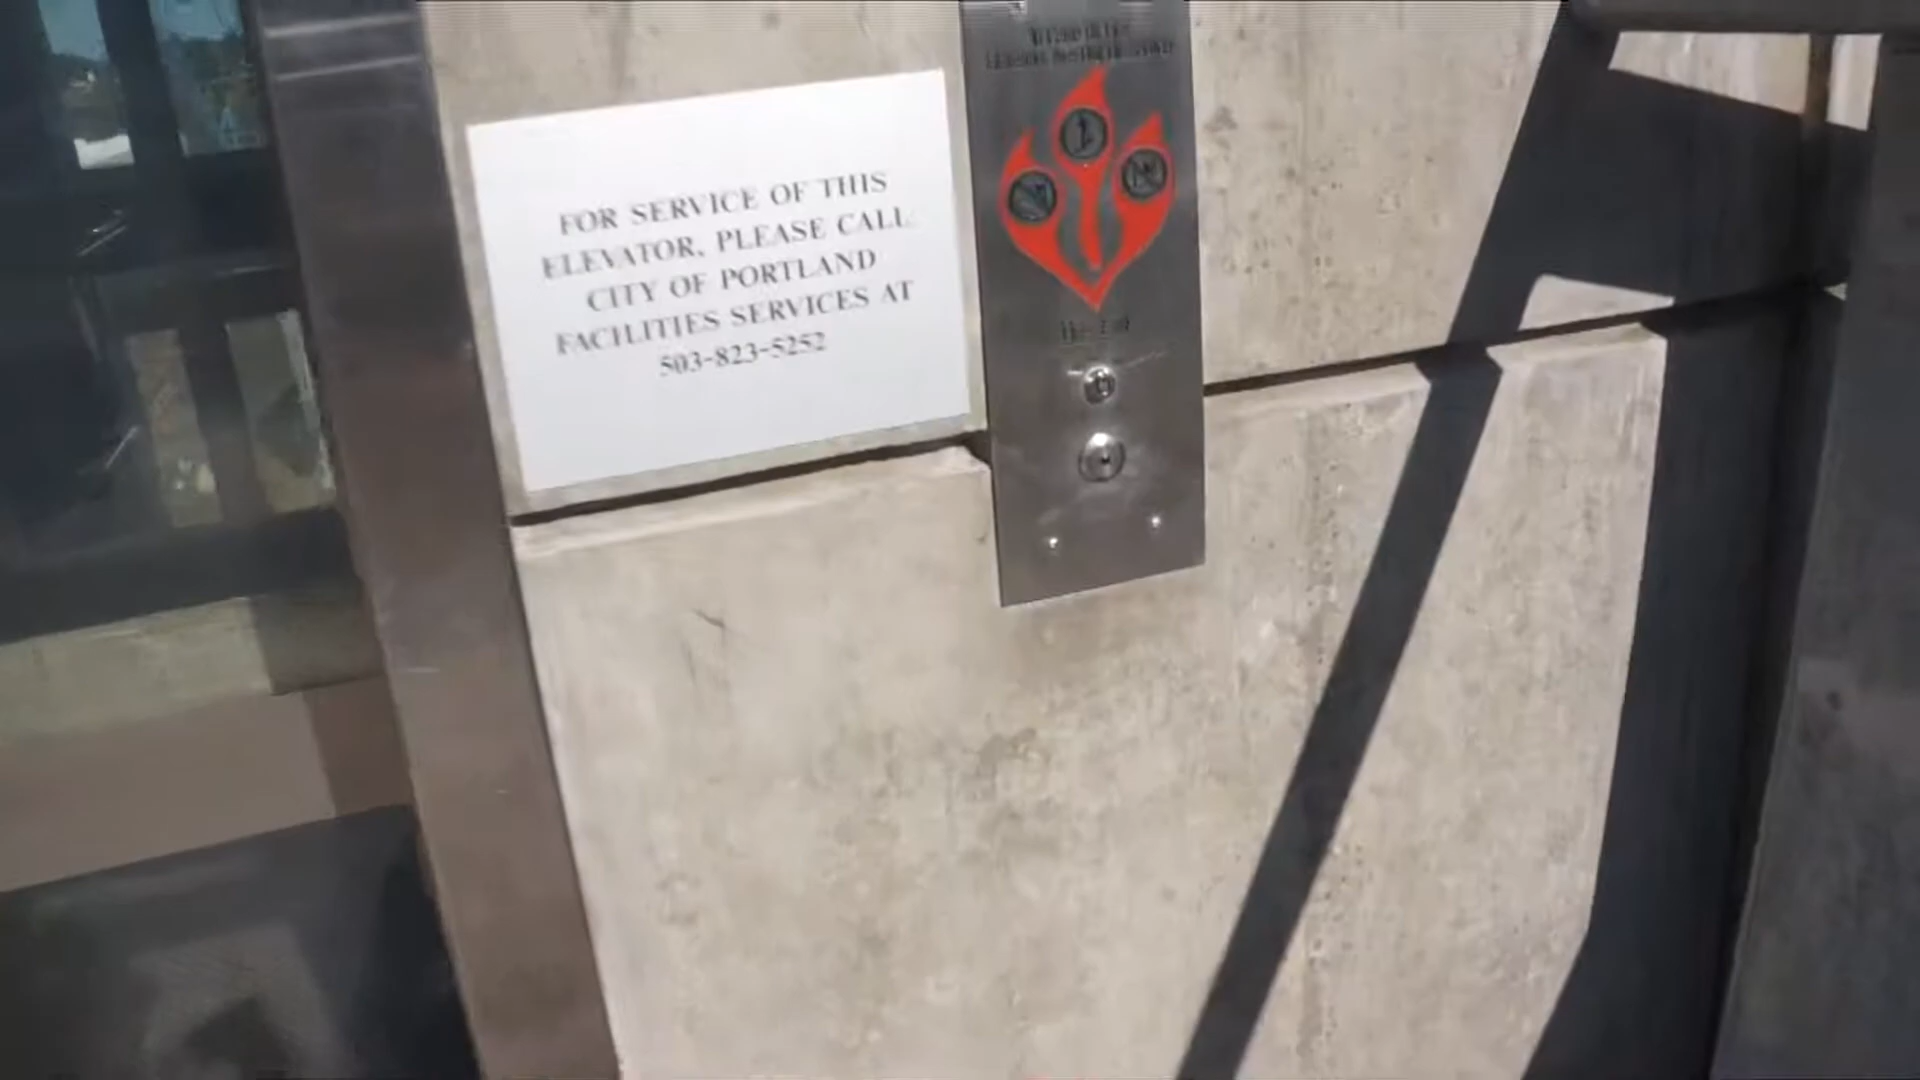 FOR SERVICE OF THIS
ELEVATOR, PLEASE CALL
CITY OF PORTLAND
FACILITIES SERVICES AT
503-823-5252